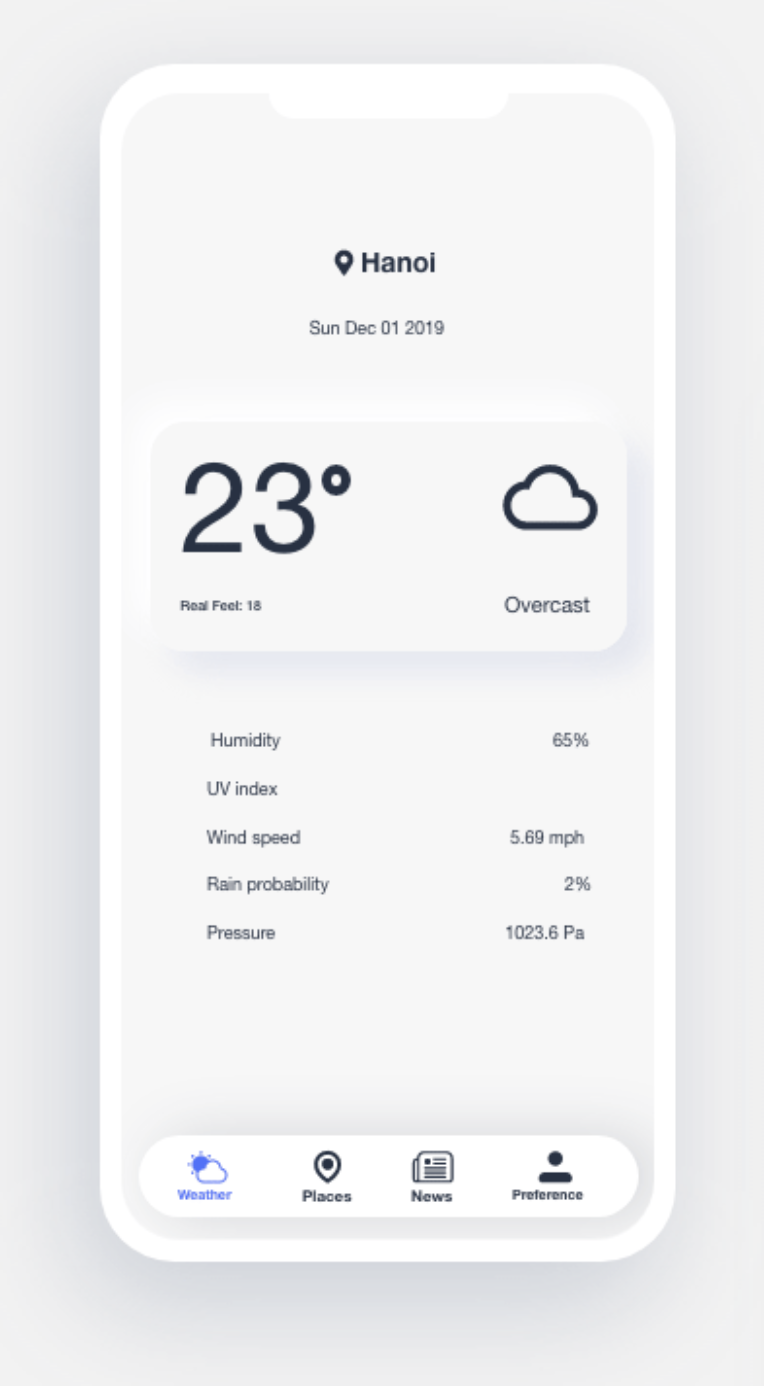 Hanoi
Sun Dec 01 2019
23°
Real Feel: 18
Overcast
Humidity 65%
UV index
Wind speed 5.69 mph
Rain probability 2%
Pressure 1023.6 Pa
Weather Places News Preference